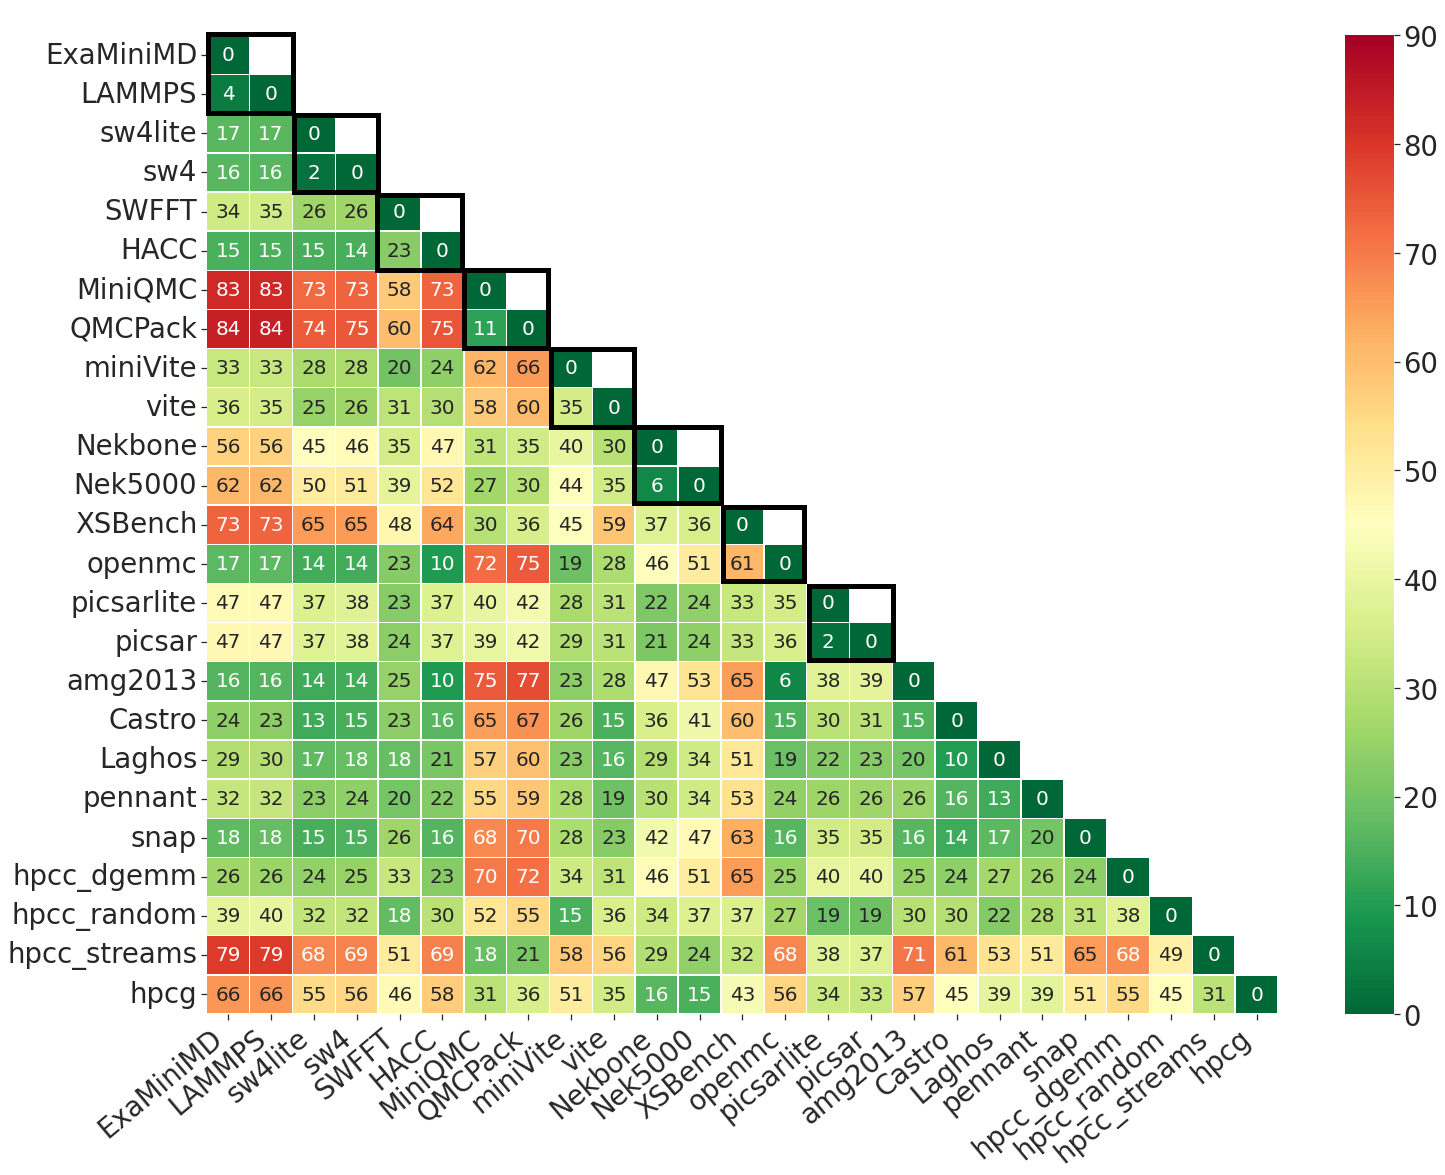 ExaMiniMD 0
LAMMPS 4 0
sw4lite 17 17 0
sw4 16 16 2 0
SWFFT 34 35 26 26 0
HACC 15 15 15 14 23 0
MiniQMC 83 83 73 73 58 73 0
QMCPack 84 84 74 75 60 75 11 0
miniVite 33 33 28 28 20 24 62 66 0
vite 36 35 25 26 31 30 58 60 35 0
Nekbone 56 56 45 46 35 47 31 35 40 30 0
Nek5000 62 62 50 51 39 52 27 30 44 35 6 0
XSBench 73 73 65 65 48 64 30 36 45 59 37 36 0
openmc 17 17 14 14 23 10 72 75 19 28 46 51 61 0
picsarlite 47 47 37 38 23 37 40 42 28 31 22 24 33 35 0
picsar 47 47 37 38 24 37 39 42 29 31 21 24 33 36 2 0
amg2013 16 16 14 14 25 10 75 77 23 28 47 53 65 6 38 39 0
Castro 24 23 13 15 23 16 65 67 26 15 36 41 60 15 30 31 15 0
Laghos 29 30 17 18 18 21 57 60 23 16 29 34 51 19 22 23 20 10 0
pennant 32 32 23 24 20 22 55 59 28 19 30 34 53 24 26 26 26 16 13 0
snap 18 18 15 15 26 16 68 70 28 23 42 47 63 16 35 35 16 14 17 20 0
hpcc_dgemm 26 26 24 25 33 23 70 72 34 31 46 51 65 25 40 40 25 24 27 26 24 0
hpcc_random 39 40 32 32 18 30 52 55 15 36 34 37 37 27 19 19 30 30 22 28 31 38 0
hpcc_streams 79 79 68 69 51 69 18 21 58 56 29 24 32 68 38 37 71 61 53 51 65 68 49 0
hpcg 66 66 55 56 46 58 31 36 51 35 16 15 43 56 34 33 57 45 39 39 51 55 45 31 0
ExaMiniMD
LAMMPS
sw4lite
sw4
SWFFT
HACC
MiniQMC
QMCPack
miniVite
vite
Nekbone
Nek5000
XSBench
openmc
picsarlite
picsar
amg2013
Castro
Laghos
pennant
snap
hpcc_dgemm
hpcc_random
hpcc_streams
hpcg
90
80
70
60
50
40
30
20
10
0